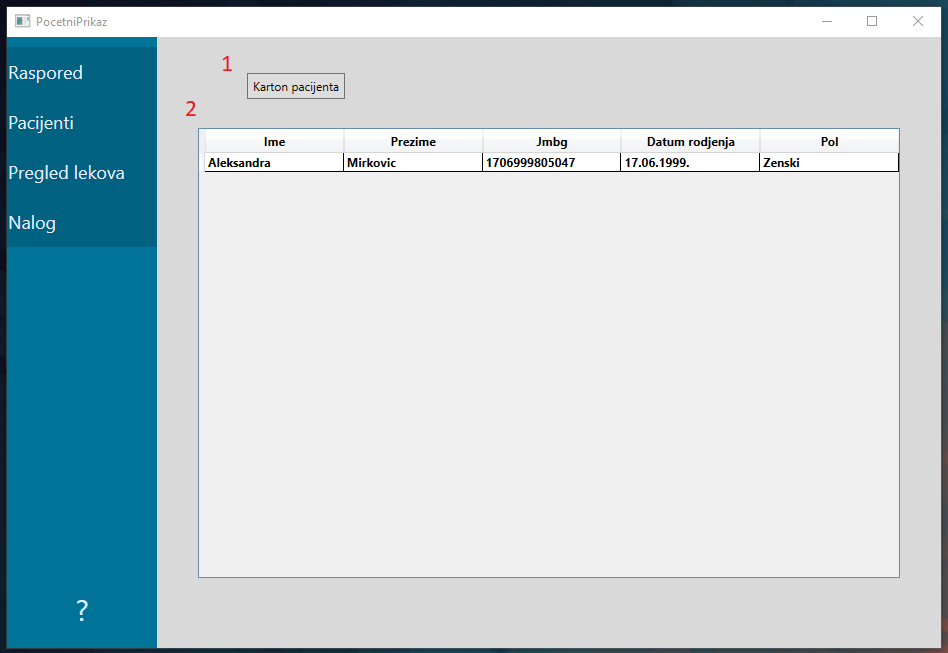 PocetniPrikaz
Raspored
Pacijenti
Pregled lekova
Nalog
?
1
Karton pacijenta
2
Ime Prezime Jmbg Datum rodjenja Pol
Aleksandra Mirkovic 1706999805047 17.06.1999. Zenski